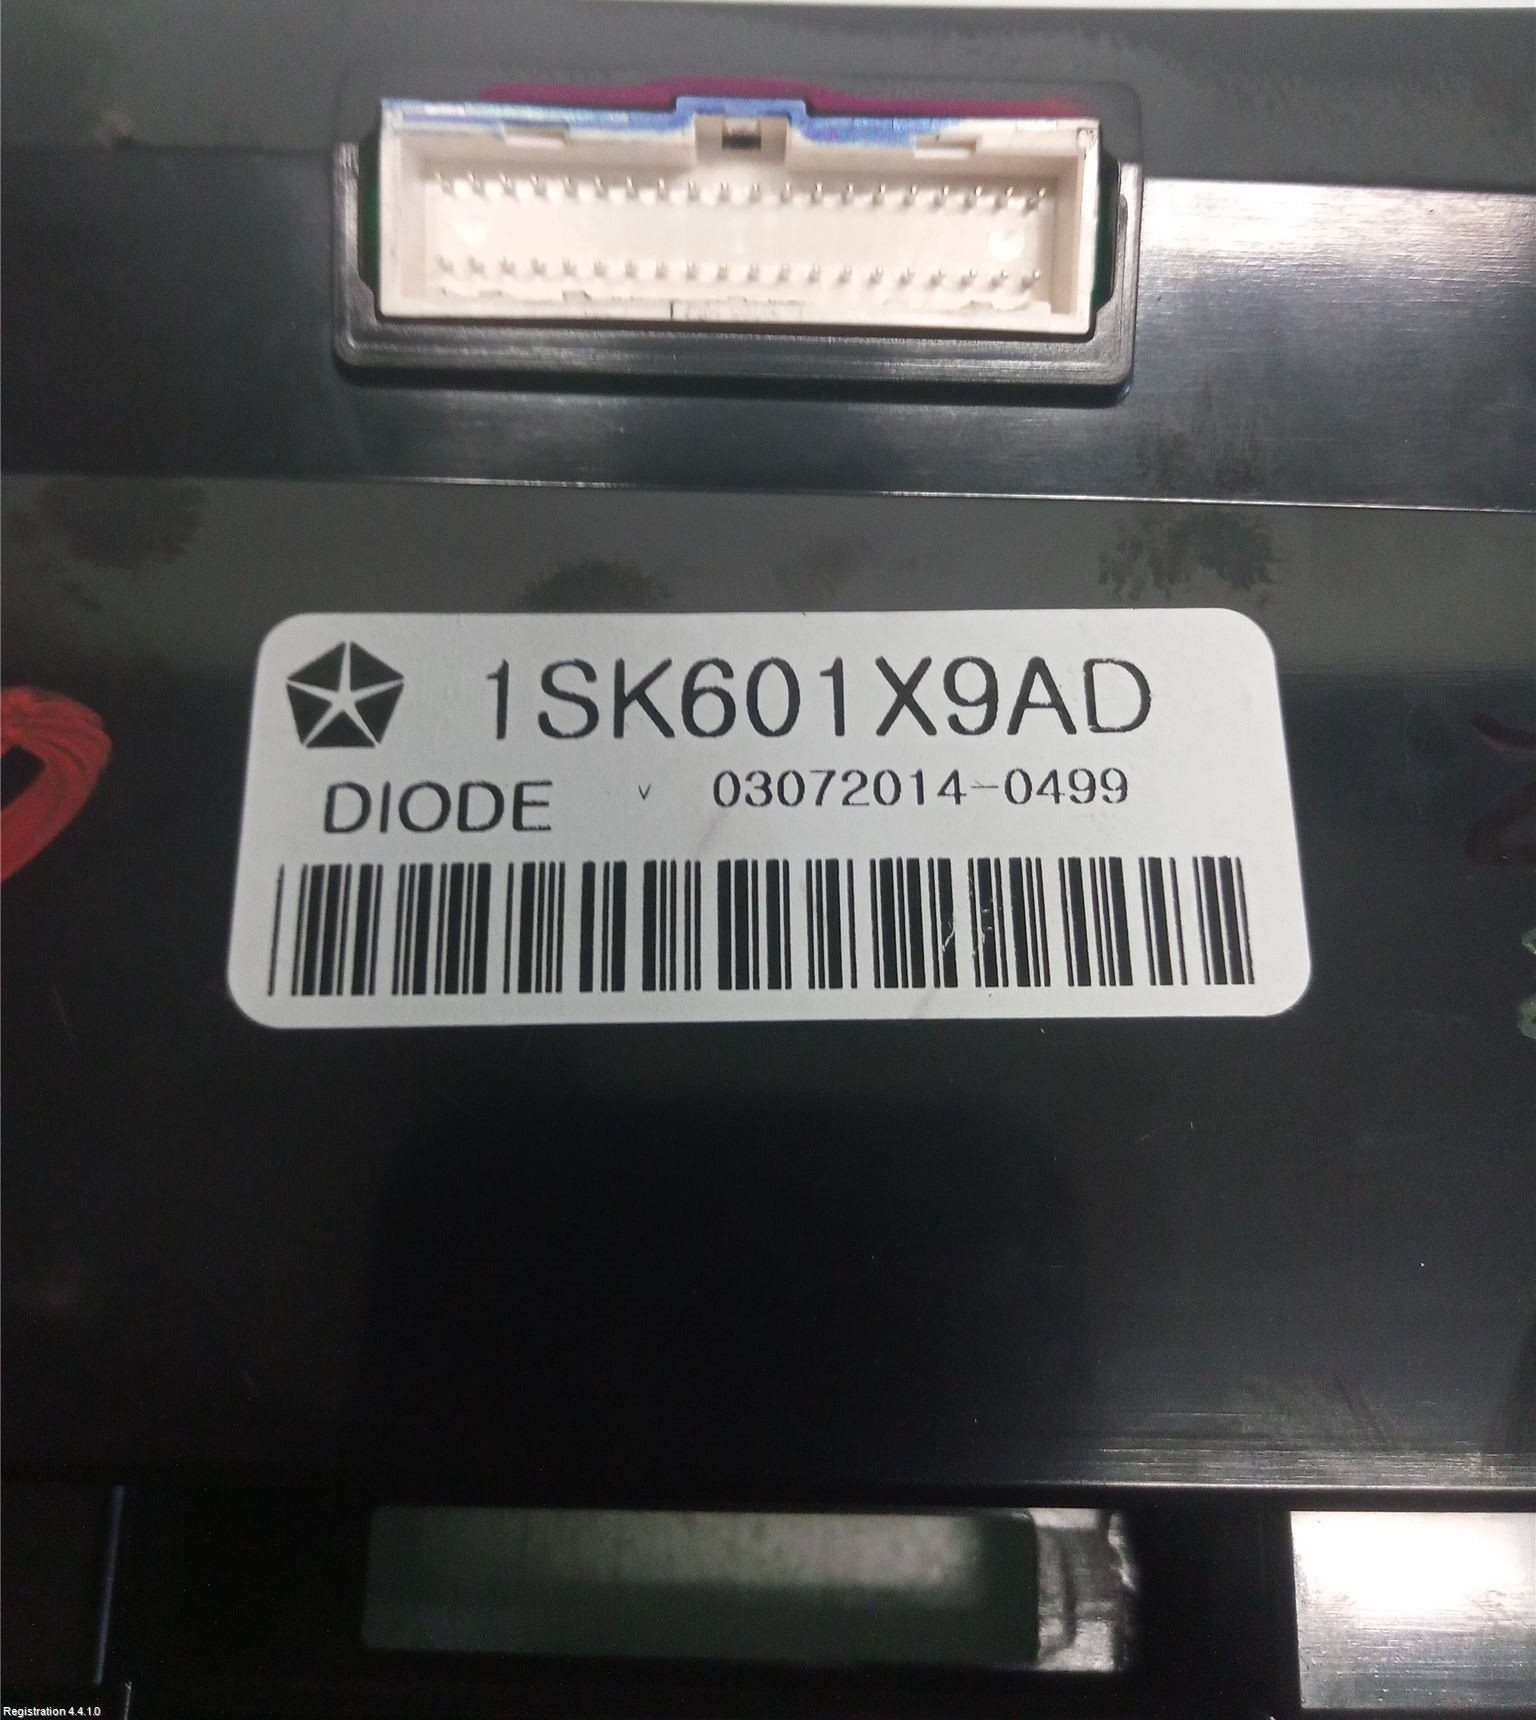 1SK601X9AD
DIODE v 03072014-0499
Registration 4.4.1.0